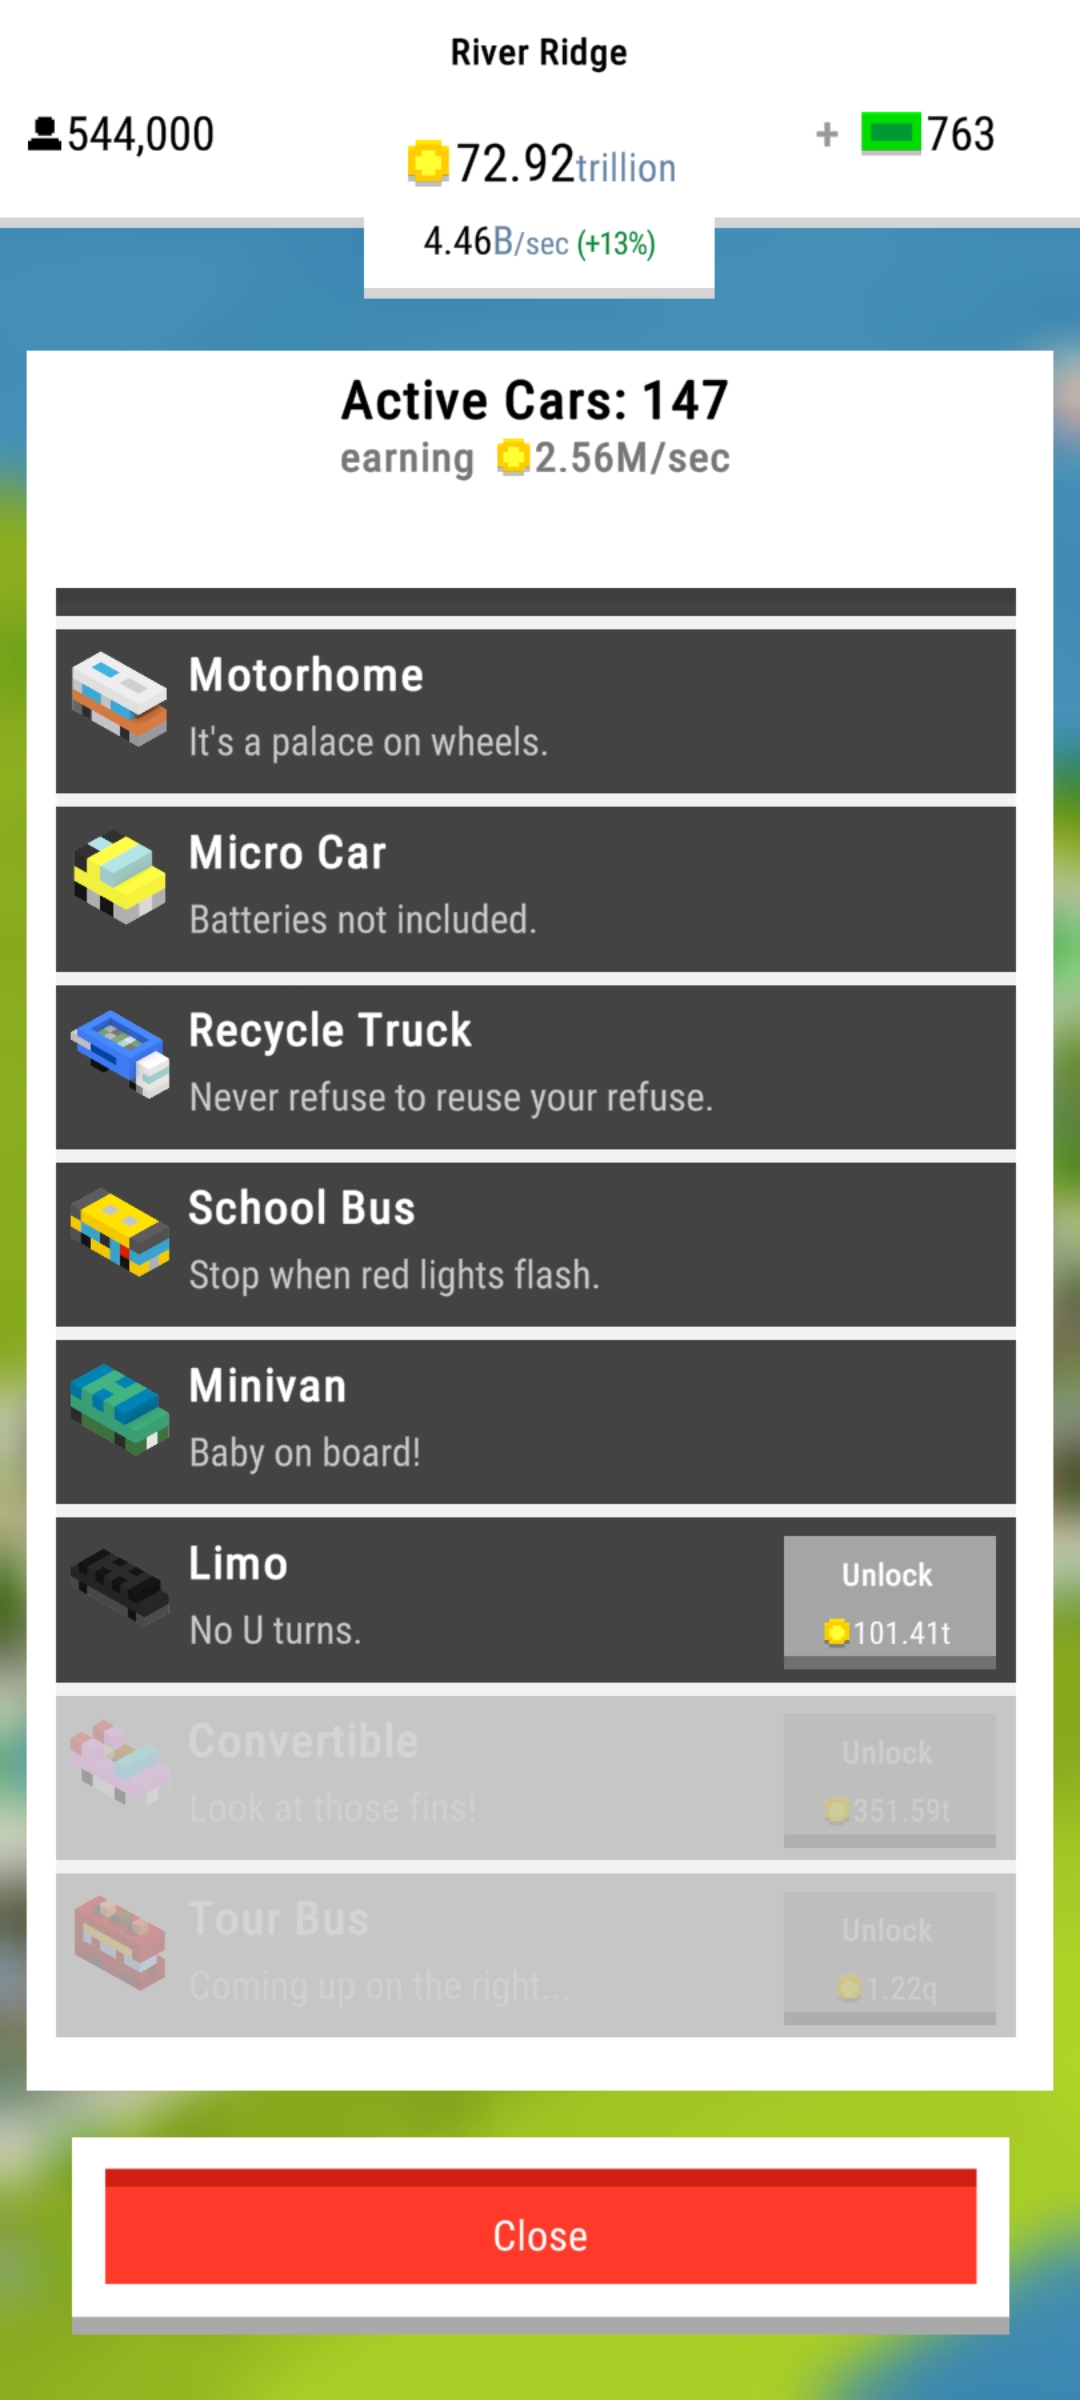 River Ridge
544,000
72.92trillion
+ 763
4.46B/sec (+13%)
Active Cars: 147
earning 2.56M/sec
Motorhome
It's a palace on wheels.
Micro Car
Batteries not included.
Recycle Truck
Never refuse to reuse your refuse.
School Bus
Stop when red lights flash.
Minivan
Baby on board!
Limo
No U turns.
Unlock
101.41t
Convertible
Look at those fins!
Unlock
351.59t
Tour Bus
Coming up on the right...
Unlock
1.22q
Close